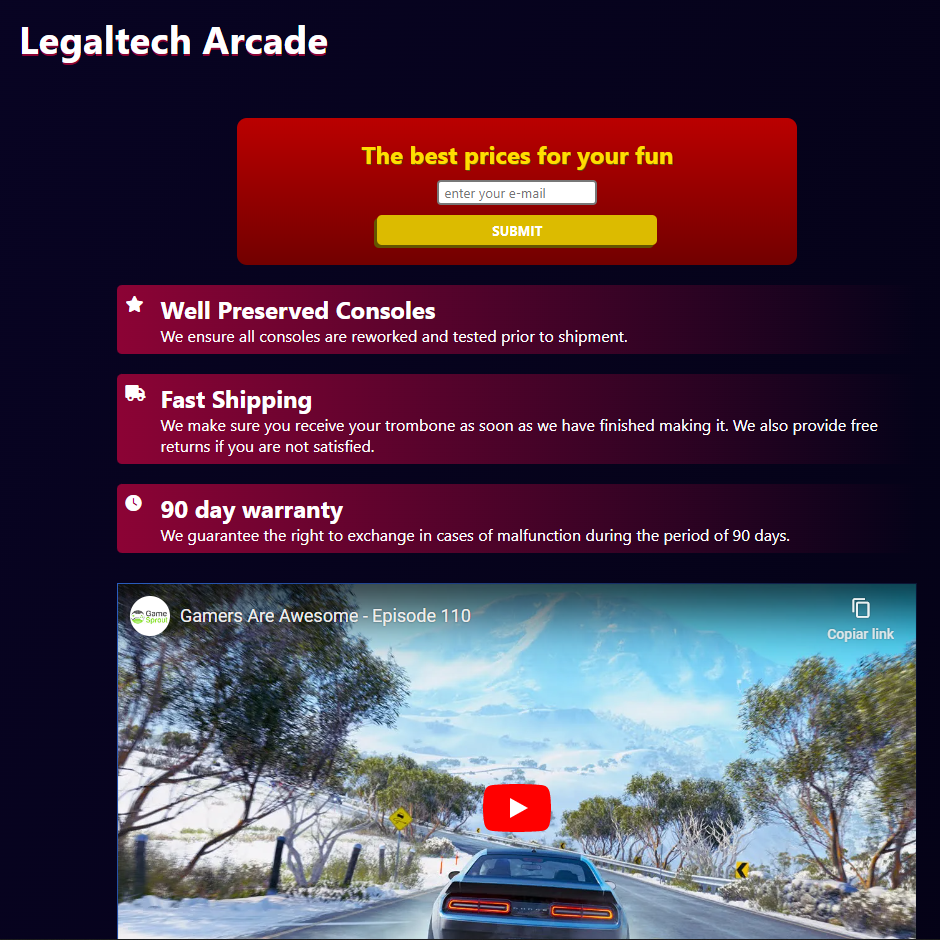 Legaltech Arcade
The best prices for your fun
enter your e-mail
SUBMIT
Well Preserved Consoles
We ensure all consoles are reworked and tested prior to shipment.
Fast Shipping
We make sure you receive your trombone as soon as we have finished making it. We also provide free
returns if you are not satisfied.
90 day warranty
We guarantee the right to exchange in cases of malfunction during the period of 90 days.
Game
Sprout
Gamers Are Awesome - Episode 110
Copiar link
DODGE